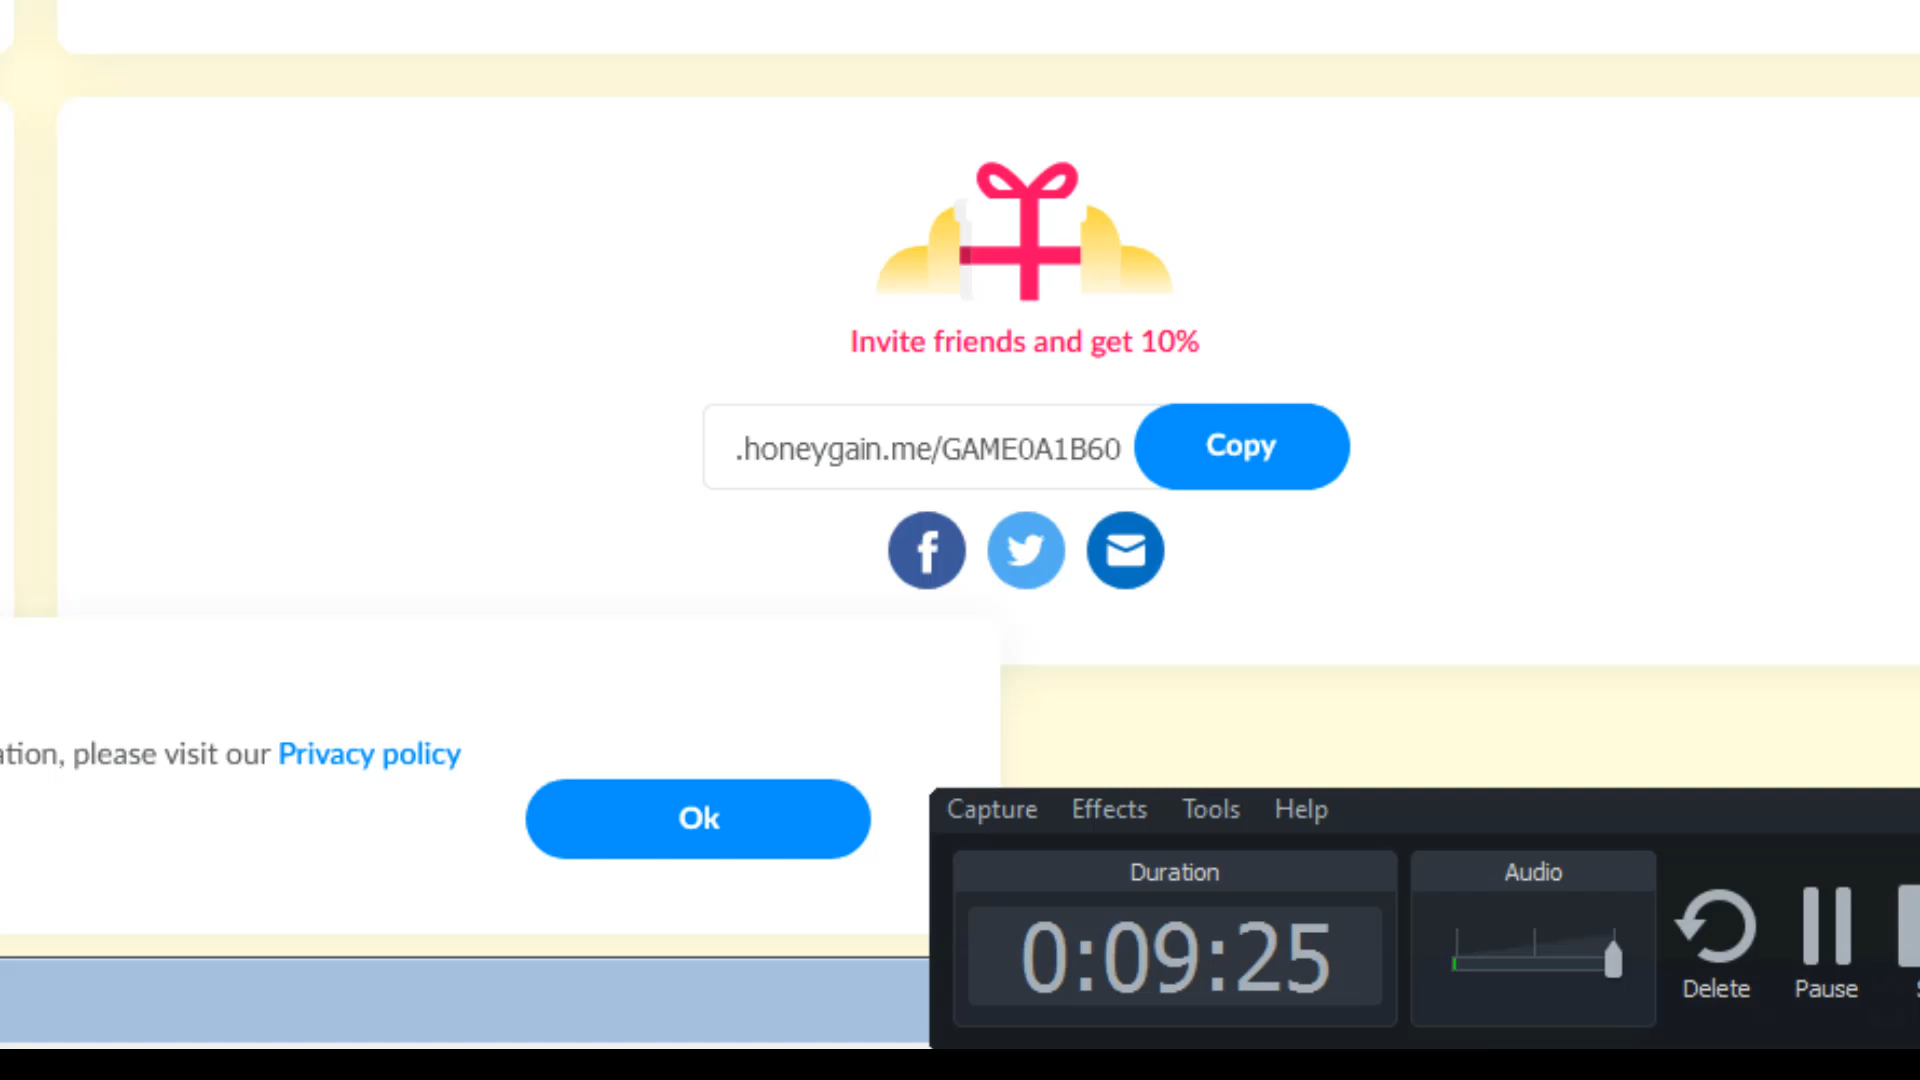 Invite friends and get 10%
.honeygain.me/GAME0A1B60
Copy
ation, please visit our Privacy policy
Ok
Capture Effects Tools Help
Duration
Audio
0:09:25
Delete
Pause